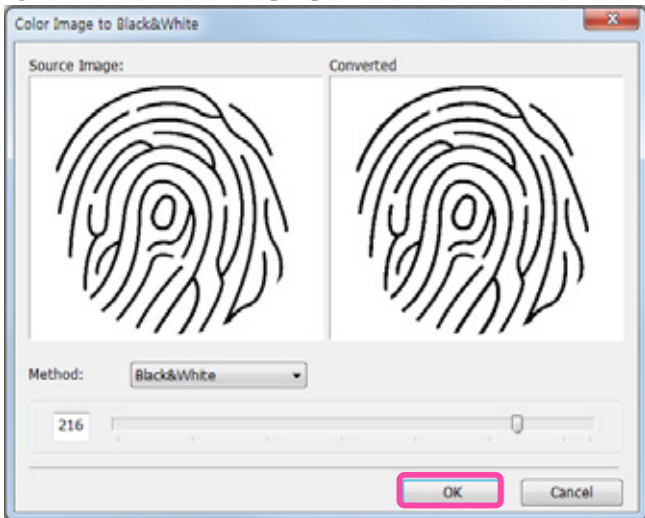 Color Image to Black&White
Source Image:
Converted
Method:
Black&White
216
OK
Cancel